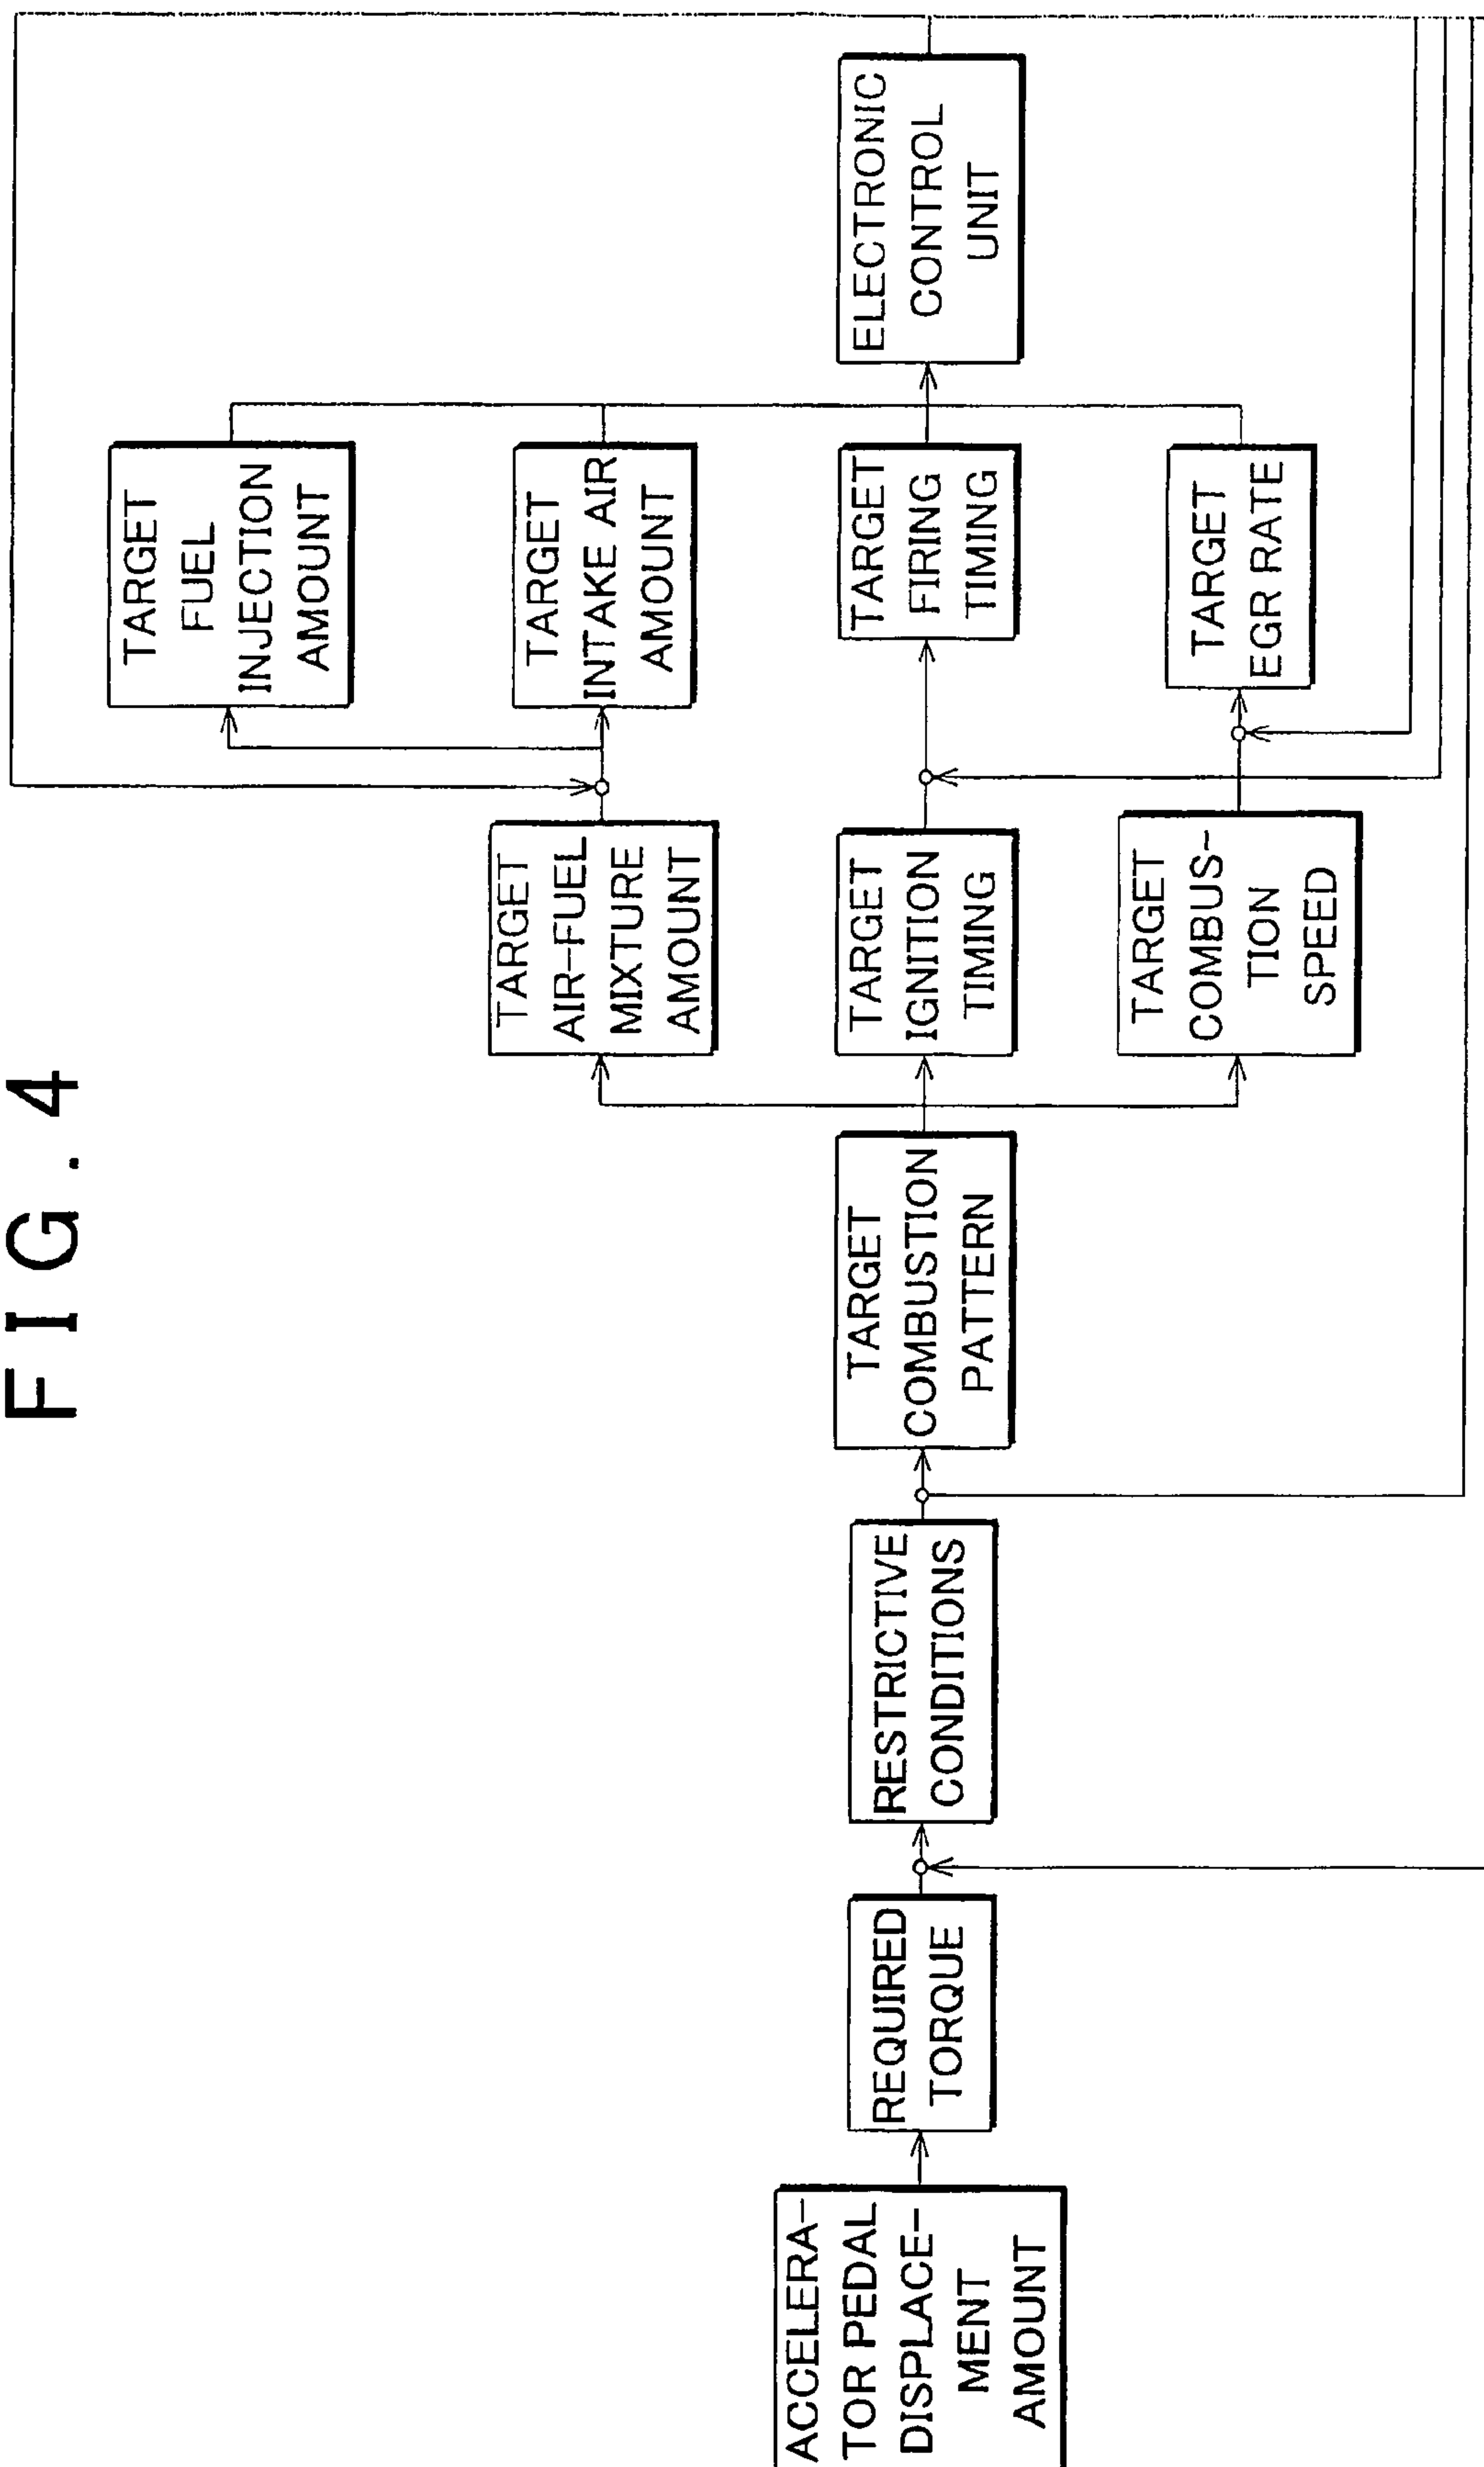 FIG. 4
ACCELERA-
TOR PEDAL
DISPLACE-
MENT
AMOUNT
REQUIRED
TORQUE
RESTRICTIVE
CONDITIONS
TARGET
COMBUSTION
PATTERN
TARGET
AIR-FUEL
MIXTURE
AMOUNT
TARGET
IGNITION
TIMING
TARGET
COMBUS-
TION
SPEED
TARGET
FUEL
INJECTION
AMOUNT
TARGET
INTAKE AIR
AMOUNT
TARGET
FIRING
TIMING
TARGET
EGR RATE
ELECTRONIC
CONTROL
UNIT